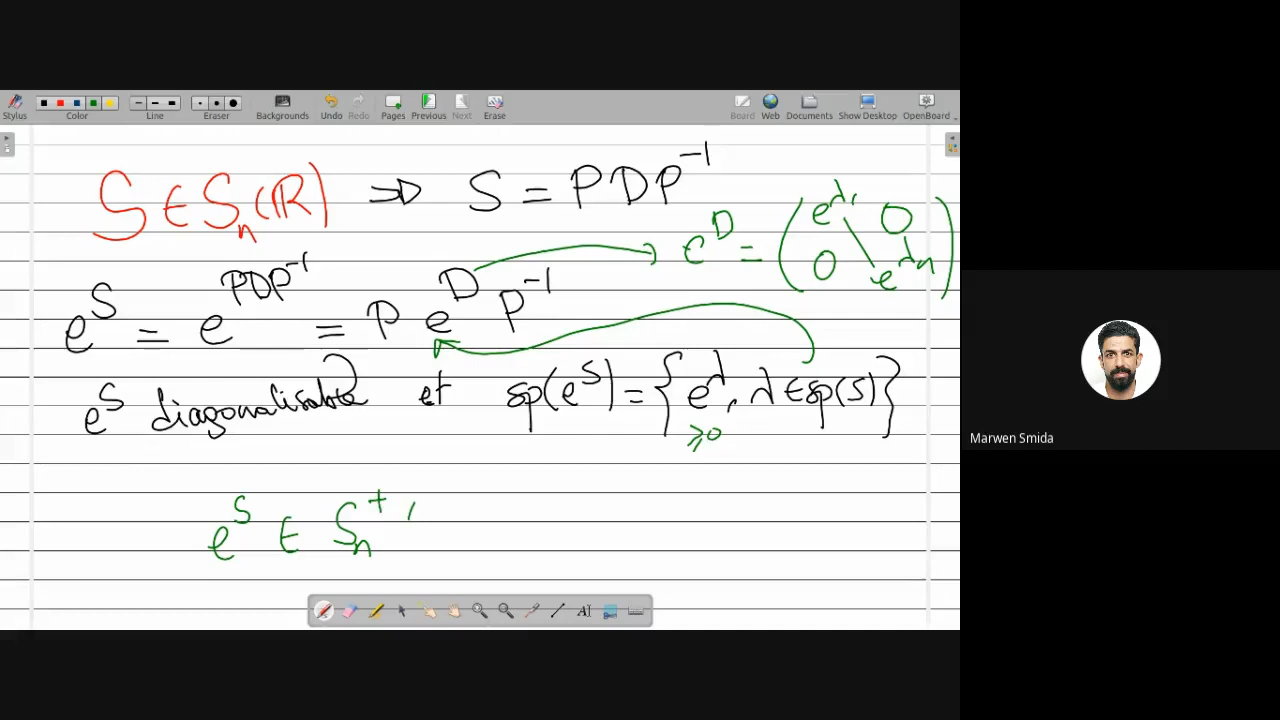 Stylus Color Line Eraser Backgrounds Undo Redo Pages Previous Next Erase Board Web Documents Show Desktop OpenBoard
S ∈ Sₙ(ℝ) ⇒ S = PDP⁻¹
e^D = (e^λ₁ 0
0 e^λₙ)
e^S = e^PDP⁻¹ = P e^D P⁻¹
e^S diagonalisable et sp(e^S) = {e^λ, λ ∈ sp(S)}
≥0
e^S ∈ Sₙ⁺
Marwen Smida